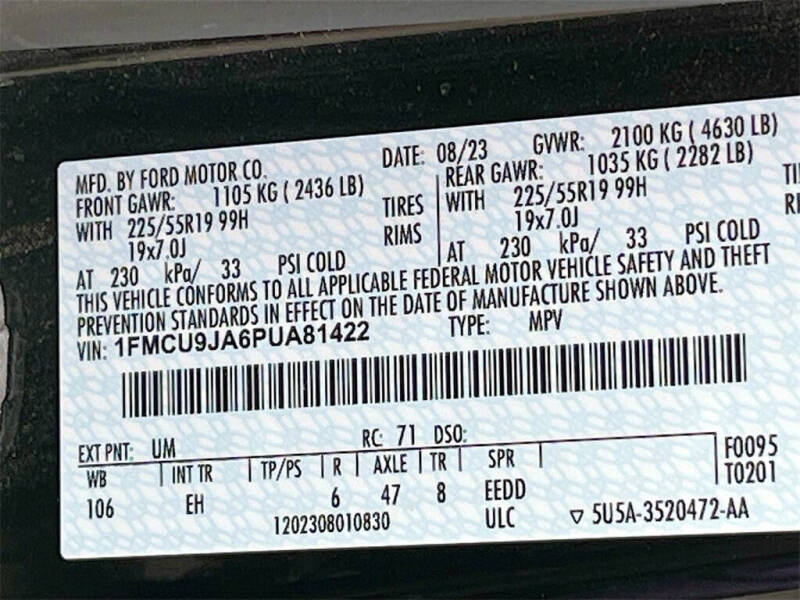 MFD. BY FORD MOTOR CO. DATE: 08/23 GVWR: 2100 KG ( 4630 LB)
FRONT GAWR: 1105 KG ( 2436 LB) REAR GAWR: 1035 KG ( 2282 LB)
WITH 225/55R19 99H TIRES WITH 225/55R19 99H TI
19x7.0J RIMS 19x7.0J RI
AT 230 kPa/ 33 PSI COLD AT 230 kPa/ 33 PSI COLD
THIS VEHICLE CONFORMS TO ALL APPLICABLE FEDERAL MOTOR VEHICLE SAFETY AND THEFT
PREVENTION STANDARDS IN EFFECT ON THE DATE OF MANUFACTURE SHOWN ABOVE.
VIN: 1FMCU9JA6PUA81422 TYPE: MPV
EXT PNT: UM RC: 71 DSO:
WB INT TR TP/PS R AXLE TR SPR F0095
106 EH 6 47 8 EEDD T0201
1202308010830 ULC ▽ 5U5A-3520472-AA